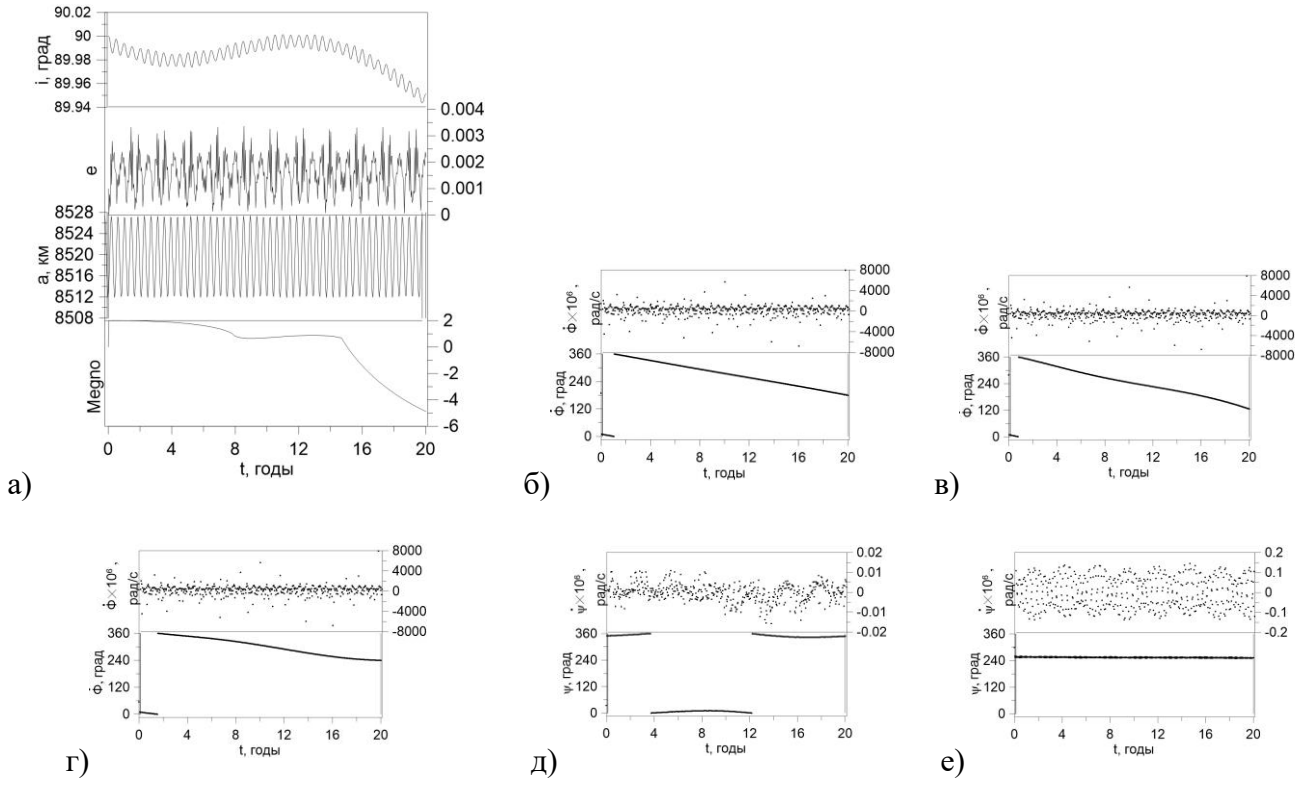 90.02
90
89.98
89.96
89.94
i, град
0.004
0.003
0.002
0.001
0
e
8528
8524
8520
8516
8512
8508
a, км
2
0
-2
-4
-6
Megno
0 4 8 12 16 20
t, годы
а)
8000
4000
0
-4000
-8000
Φ̇×10⁶,
рад/с
360
240
120
0
Φ̇, град
0 4 8 12 16 20
t, годы
б)
8000
4000
0
-4000
-8000
Φ̇×10⁶,
рад/с
360
240
120
0
Φ̇, град
0 4 8 12 16 20
t, годы
в)
8000
4000
0
-4000
-8000
Φ̇×10⁶,
рад/с
360
240
120
0
Φ̇, град
0 4 8 12 16 20
t, годы
г)
0.02
0.01
0
-0.01
-0.02
ψ̇×10⁶,
рад/с
360
240
120
0
ψ, град
0 4 8 12 16 20
t, годы
д)
0.2
0.1
0
-0.1
-0.2
ψ̇×10⁶,
рад/с
360
240
120
0
ψ, град
0 4 8 12 16 20
t, годы
е)